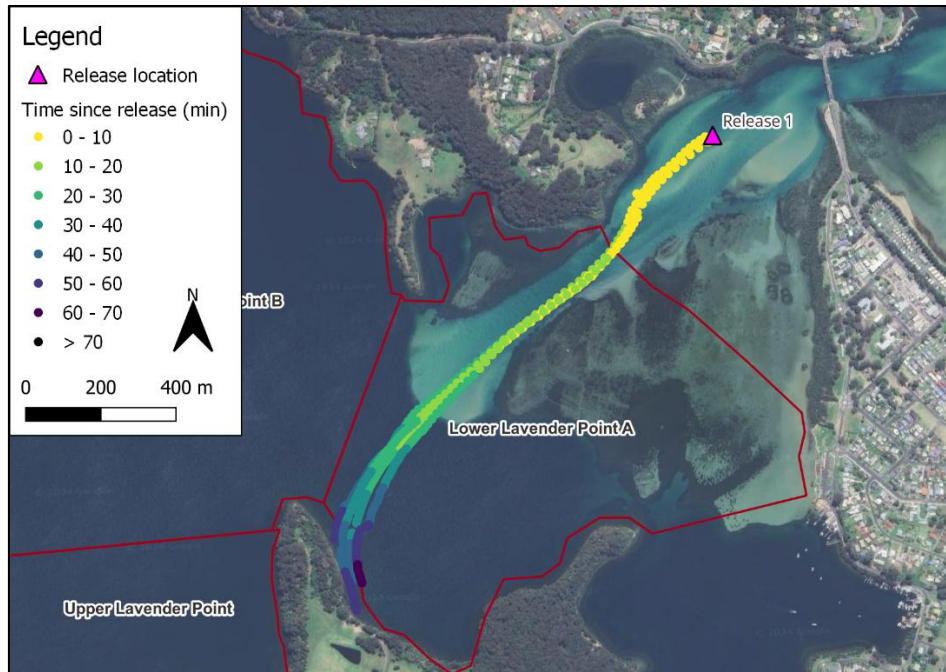 Legend
Release location
Time since release (min)
0 - 10
10 - 20
20 - 30
30 - 40
40 - 50
50 - 60
60 - 70
> 70
N
0 200 400 m
Release 1
oint B
Lower Lavender Point A
Upper Lavender Point